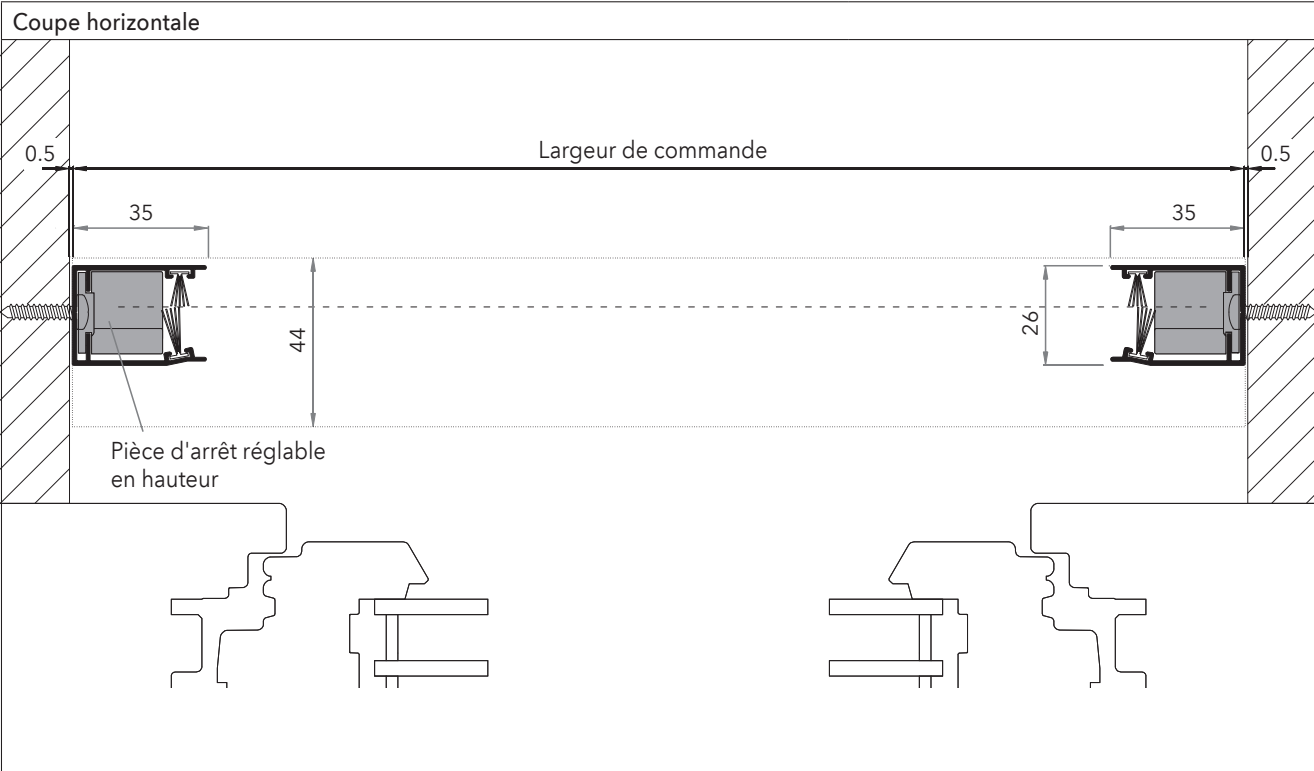 Coupe horizontale
0.5
Largeur de commande
0.5
35
35
44
26
Pièce d'arrêt réglable
en hauteur